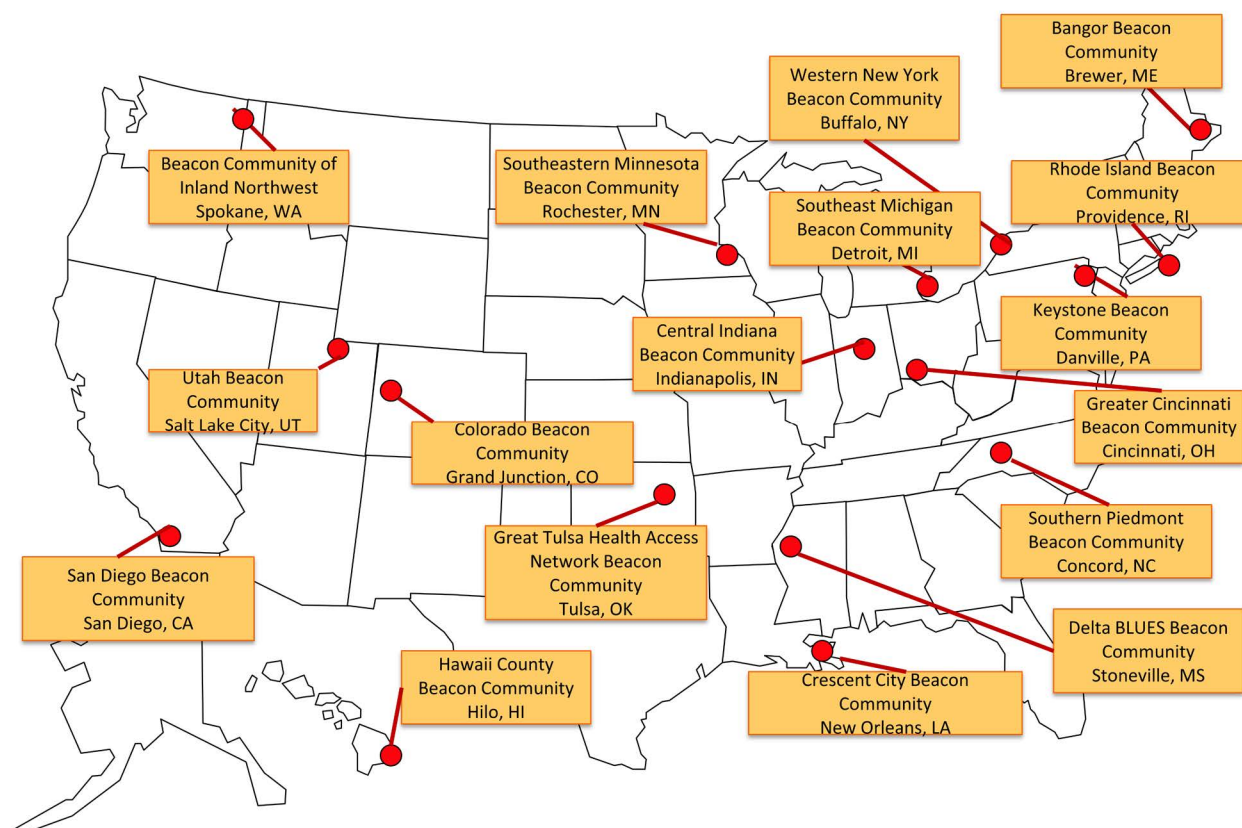 Bangor Beacon
Community
Brewer, ME
Western New York
Beacon Community
Buffalo, NY
Beacon Community of
Inland Northwest
Spokane, WA
Southeastern Minnesota
Beacon Community
Rochester, MN
Southeast Michigan
Beacon Community
Detroit, MI
Rhode Island Beacon
Community
Providence, RI
Keystone Beacon
Community
Danville, PA
Central Indiana
Beacon Community
Indianapolis, IN
Utah Beacon
Community
Salt Lake City, UT
Colorado Beacon
Community
Grand Junction, CO
Greater Cincinnati
Beacon Community
Cincinnati, OH
Great Tulsa Health Access
Network Beacon
Community
Tulsa, OK
Southern Piedmont
Beacon Community
Concord, NC
San Diego Beacon
Community
San Diego, CA
Delta BLUES Beacon
Community
Stoneville, MS
Hawaii County
Beacon Community
Hilo, HI
Crescent City Beacon
Community
New Orleans, LA